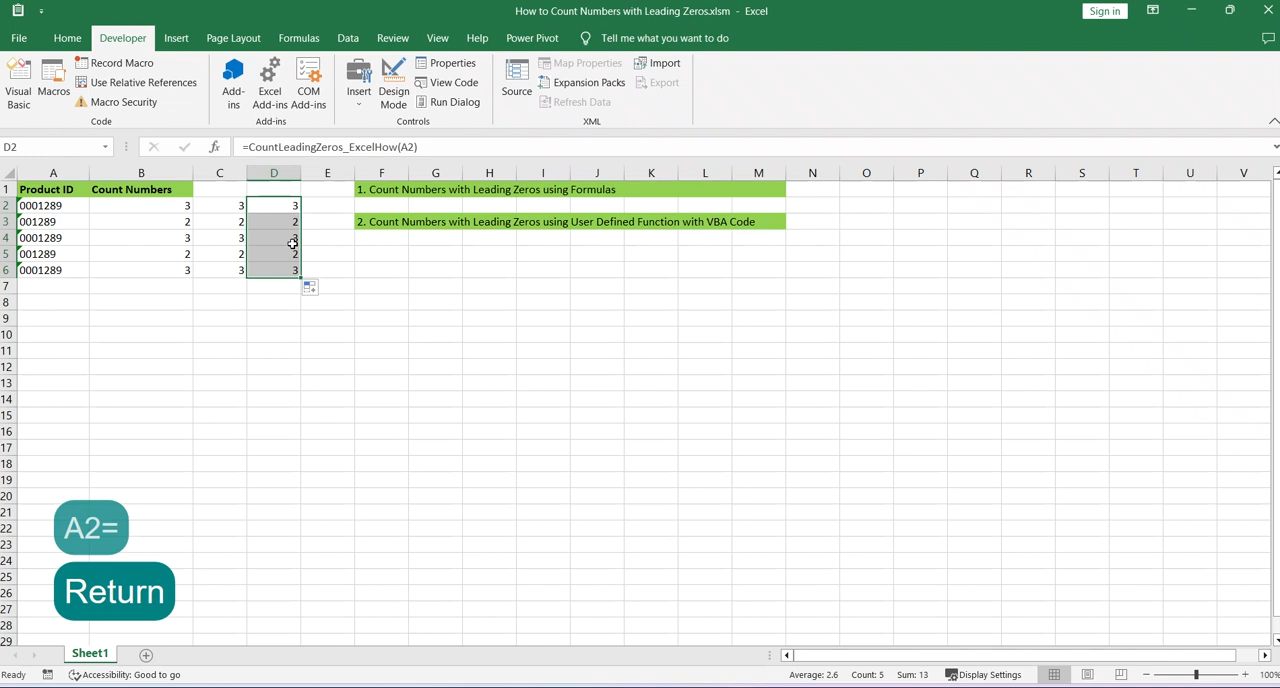 How to Count Numbers with Leading Zeros.xlsm - Excel
Sign in
File Home Developer Insert Page Layout Formulas Data Review View Help Power Pivot Tell me what you want to do
Visual Basic
Macros
Record Macro
Use Relative References
Macro Security
Code
Add-ins
Excel Add-ins
COM Add-ins
Add-ins
Insert
Design Mode
Properties
View Code
Run Dialog
Controls
Source
Map Properties
Expansion Packs
Refresh Data
Import
Export
XML
D2 fx =CountLeadingZeros_ExcelHow(A2)
A B C D E F G H I J K L M N O P Q R S T U V
1 Product ID Count Numbers 1. Count Numbers with Leading Zeros using Formulas
2 0001289 3 3 3
3 001289 2 2 2 2. Count Numbers with Leading Zeros using User Defined Function with VBA Code
4 0001289 3 3 3
5 001289 2 2 2
6 0001289 3 3 3
7
8
9
10
11
12
13
14
15
16
17
18
19
20
21
22
23
24
25
26
27
28
29
A2=
Return
Sheet1
Ready Accessibility: Good to go Average: 2.6 Count: 5 Sum: 13 Display Settings 100%